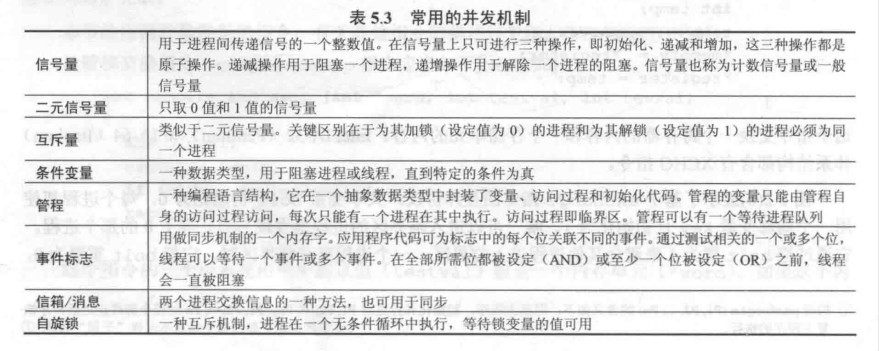 表 5.3 常用的并发机制
信号量
用于进程间传递信号的一个整数值。在信号量上只可进行三种操作，即初始化、递减和增加，这三种操作都是
原子操作。递减操作用于阻塞一个进程，递增操作用于解除一个进程的阻塞。信号量也称为计数信号量或一般
信号量
二元信号量
只取 0 值和 1 值的信号量
互斥量
类似于二元信号量。关键区别在于为其加锁（设定值为 0）的进程和为其解锁（设定值为 1）的进程必须为同
一个进程
条件变量
一种数据类型，用于阻塞进程或线程，直到特定的条件为真
管程
一种编程语言结构，它在一个抽象数据类型中封装了变量、访问过程和初始化代码。管程的变量只能由管程自
身的访问过程访问，每次只能有一个进程在其中执行。访问过程即临界区。管程可以有一个等待进程队列
事件标志
用做同步机制的一个内存字。应用程序代码可为标志中的每个位关联不同的事件。通过测试相关的一个或多个位，
线程可以等待一个事件或多个事件。在全部所需位都被设定（AND）或至少一个位被设定（OR）之前，线程
会一直被阻塞
信箱/消息
两个进程交换信息的一种方法，也可用于同步
自旋锁
一种互斥机制，进程在一个无条件循环中执行，等待锁变量的值可用